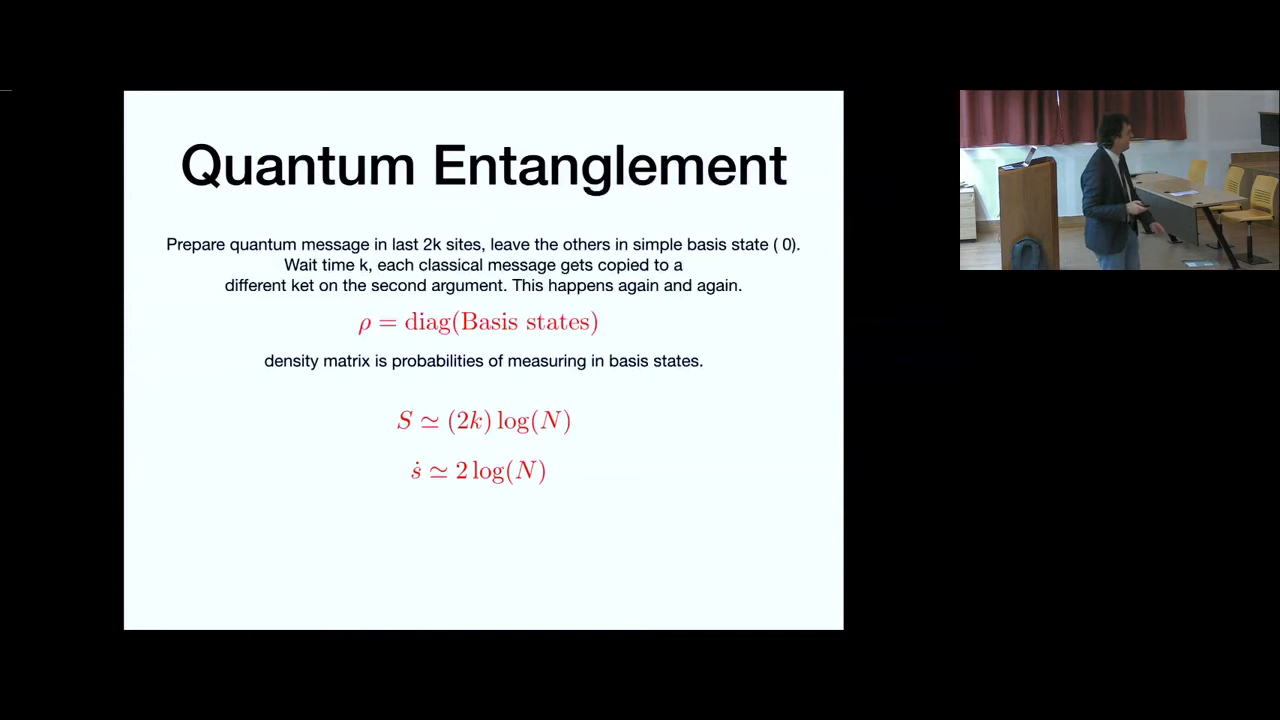 Quantum Entanglement
Prepare quantum message in last 2k sites, leave the others in simple basis state ( 0).
Wait time k, each classical message gets copied to a
different ket on the second argument. This happens again and again.
ρ = diag(Basis states)
density matrix is probabilities of measuring in basis states.
S ≃ (2k) log(N)
ṡ ≃ 2 log(N)